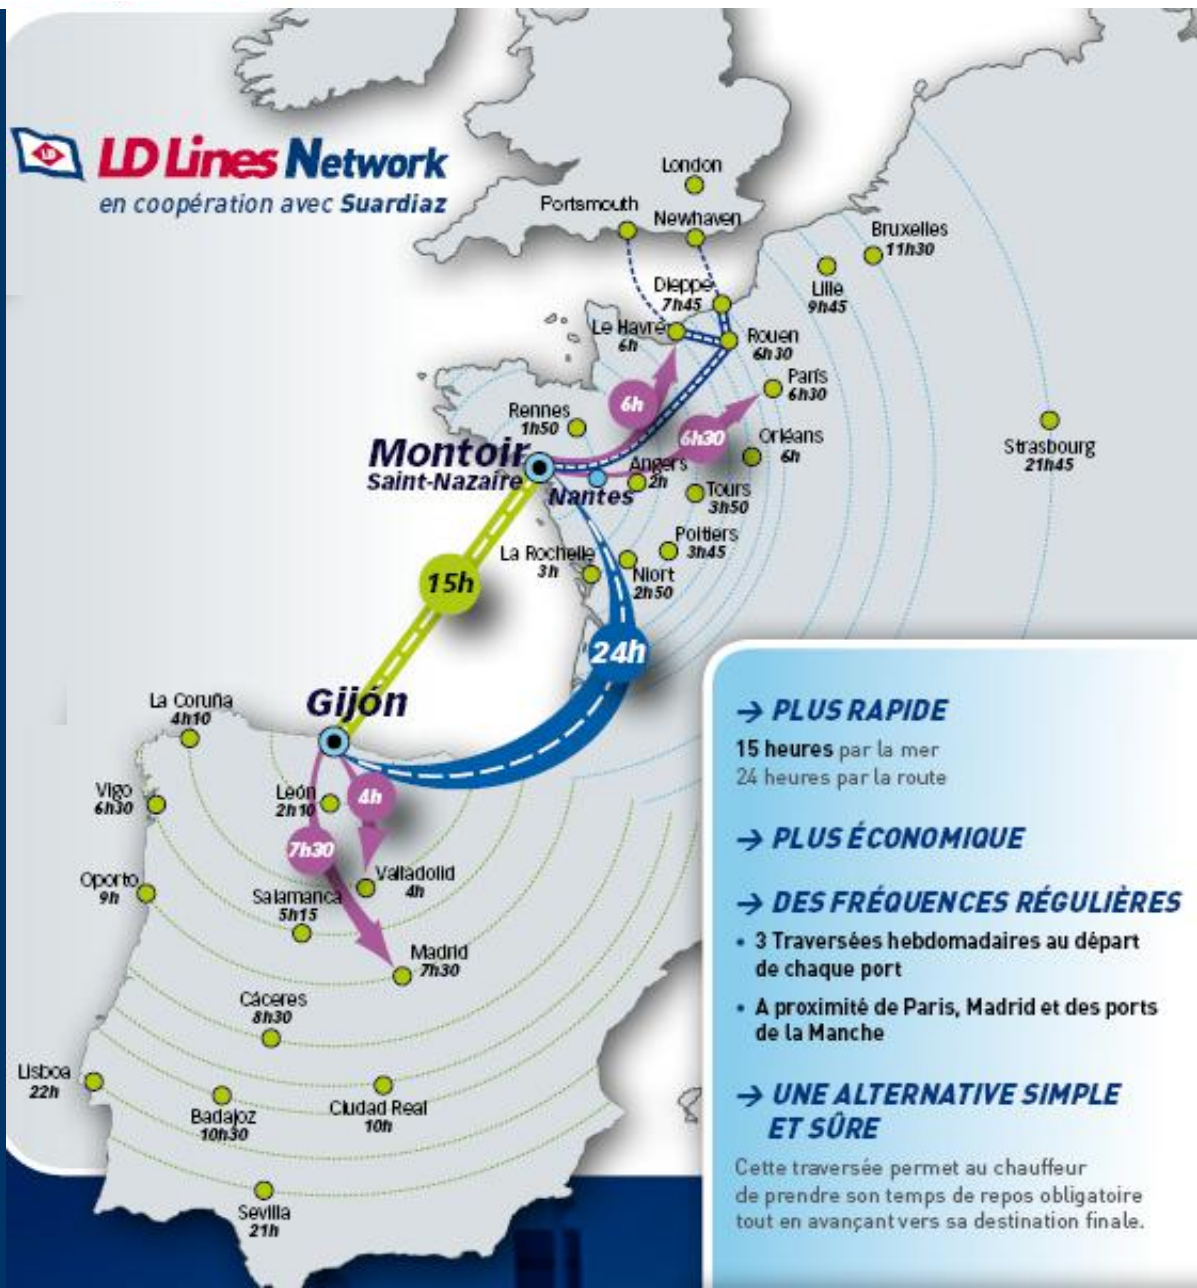 LD
LD Lines Network
en coopération avec Suardiaz
London
Portsmouth
Newhaven
Bruxelles
11h30
Lille
9h45
Dieppe
7h45
Le Havre
6h
Rouen
6h30
Paris
6h30
6h
Rennes
1h50
6h30
Orléans
6h
Strasbourg
21h45
Montoir
Saint-Nazaire
Nantes
Angers
2h
Tours
3h50
Poitiers
3h45
La Rochelle
3h
Niort
2h50
15h
24h
La Coruña
4h10
Gijón
Vigo
6h30
León
2h10
4h
7h30
Oporto
9h
Valladolid
4h
Salamanca
5h15
Madrid
7h30
Cáceres
8h30
Lisboa
22h
Badajoz
10h30
Ciudad Real
10h
Sevilla
21h
→ PLUS RAPIDE
15 heures par la mer
24 heures par la route
→ PLUS ÉCONOMIQUE
→ DES FRÉQUENCES RÉGULIÈRES
• 3 Traversées hebdomadaires au départ
de chaque port
• A proximité de Paris, Madrid et des ports
de la Manche
→ UNE ALTERNATIVE SIMPLE
ET SÛRE
Cette traversée permet au chauffeur
de prendre son temps de repos obligatoire
tout en avançant vers sa destination finale.